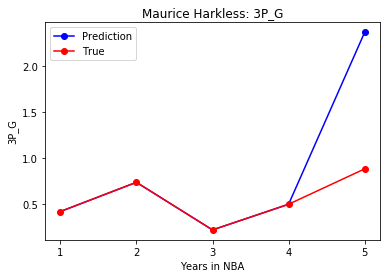 Maurice Harkless: 3P_G
Prediction
True
3P_G
2.0
1.5
1.0
0.5
1 2 3 4 5
Years in NBA